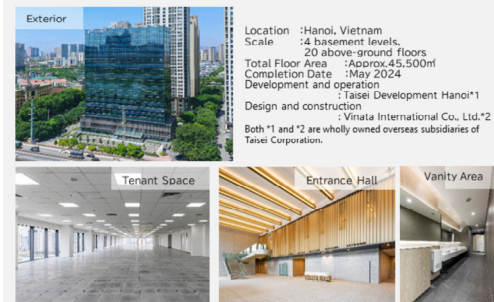 Exterior
Location :Hanoi, Vietnam
Scale :4 basement levels,
20 above-ground floors
Total Floor Area :Approx.45,500㎡
Completion Date :May 2024
Development and operation
: Taisei Development Hanoi*1
Design and construction
: Vinata International Co., Ltd.*2
Both *1 and *2 are wholly owned overseas subsidiaries of
Taisei Corporation.
Tenant Space
Entrance Hall
Vanity Area